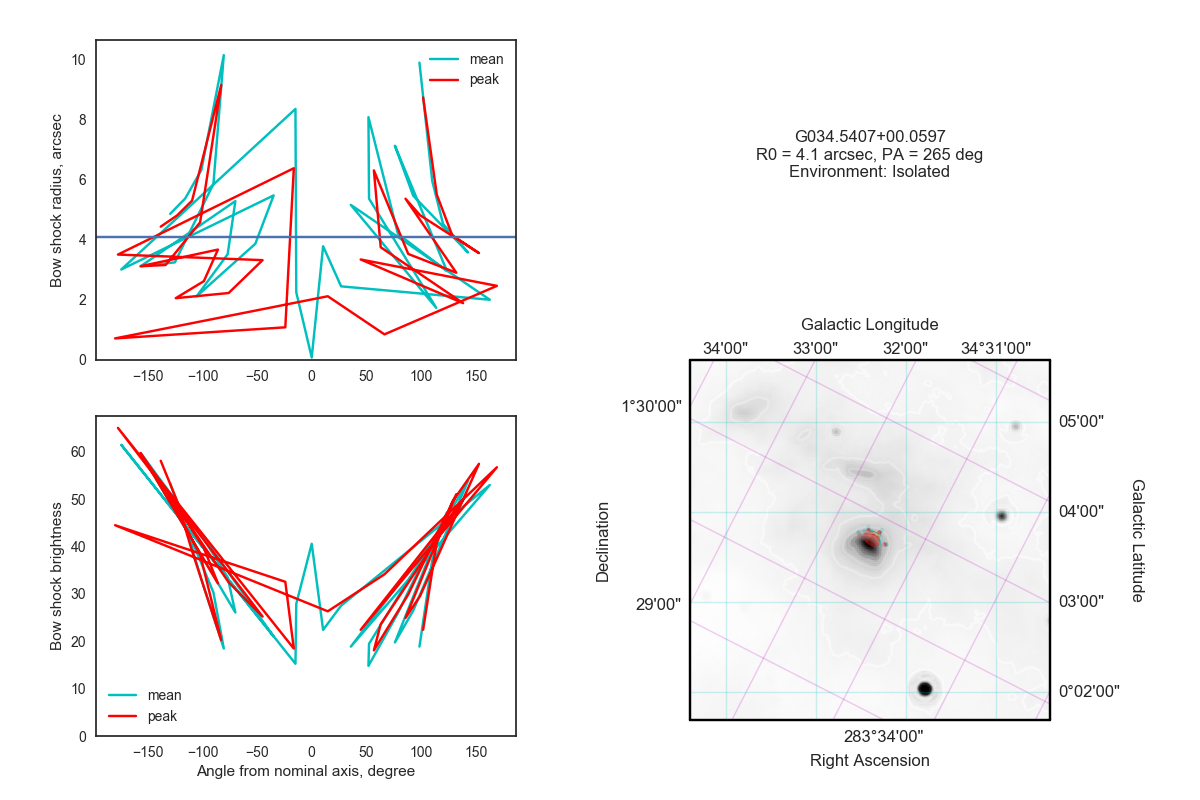 10
8
6
4
2
0
Bow shock radius, arcsec
mean
peak
−150
−100
−50
0
50
100
150
60
50
40
30
20
10
0
Bow shock brightness
mean
peak
−150
−100
−50
0
50
100
150
Angle from nominal axis, degree
G034.5407+00.0597
R0 = 4.1 arcsec, PA = 265 deg
Environment: Isolated
Galactic Longitude
34'00" 33'00" 32'00" 34°31'00"
1°30'00"
29'00"
Declination
05'00"
04'00"
03'00"
0°02'00"
Galactic Latitude
283°34'00"
Right Ascension